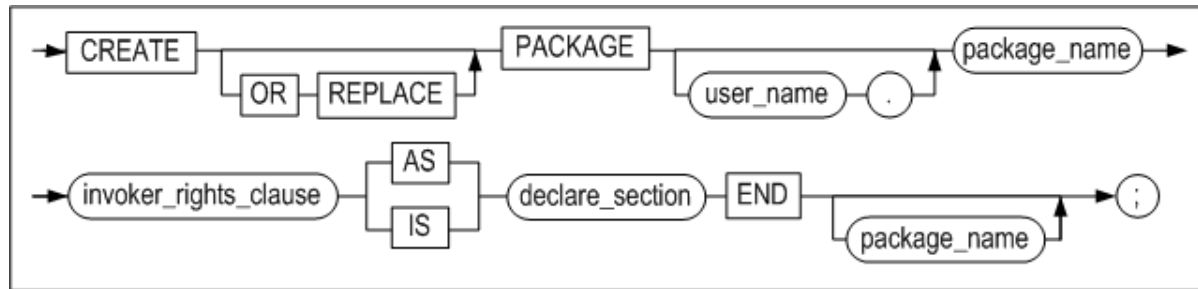 CREATE PACKAGE package_name
OR REPLACE user_name .
AS
invoker_rights_clause declare_section END ;
IS package_name